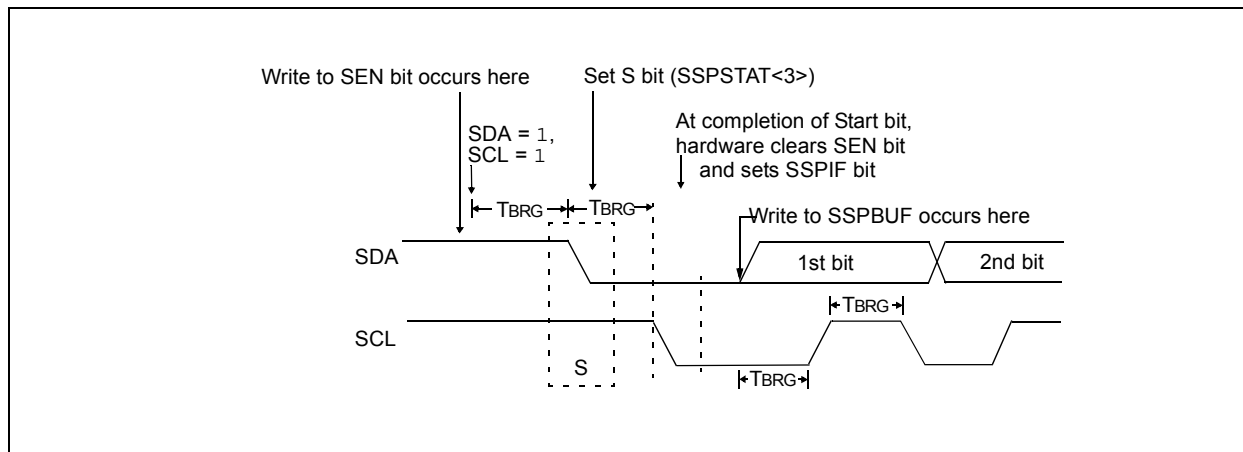 Write to SEN bit occurs here
Set S bit (SSPSTAT<3>)
SDA = 1,
SCL = 1
At completion of Start bit,
hardware clears SEN bit
and sets SSPIF bit
TBRG
TBRG
Write to SSPBUF occurs here
SDA
1st bit
2nd bit
TBRG
SCL
S
TBRG